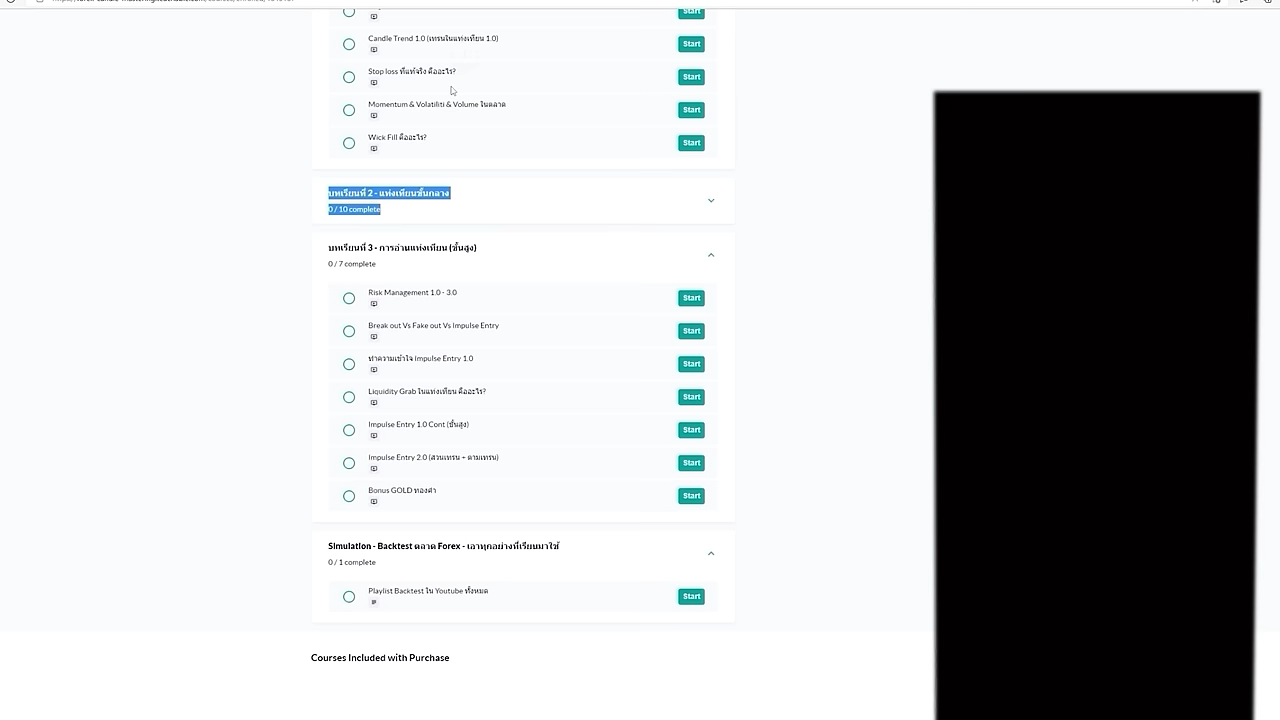 Start
Candle Trend 1.0 (เทรนในแท่งเทียน 1.0)
Start
Stop loss ที่แท้จริง คืออะไร?
Start
Momentum & Volatiliti & Volume ในตลาด
Start
Wick Fill คืออะไร?
Start
บทเรียนที่ 2 - แท่งเทียนชั้นกลาง
0 / 10 complete
บทเรียนที่ 3 - การอ่านแท่งเทียน (ชั้นสูง)
0 / 7 complete
Risk Management 1.0 - 3.0
Start
Break out Vs Fake out Vs Impulse Entry
Start
ทำความเข้าใจ Impulse Entry 1.0
Start
Liquidity Grab ในแท่งเทียน คืออะไร?
Start
Impulse Entry 1.0 Cont (ชั้นสูง)
Start
Impulse Entry 2.0 (สวนเทรน + ตามเทรน)
Start
Bonus GOLD ทองคำ
Start
Simulation - Backtest ตลาด Forex - เอาทุกอย่างที่เรียนมาใช้
0 / 1 complete
Playlist Backtest ใน Youtube ทั้งหมด
Start
Courses Included with Purchase